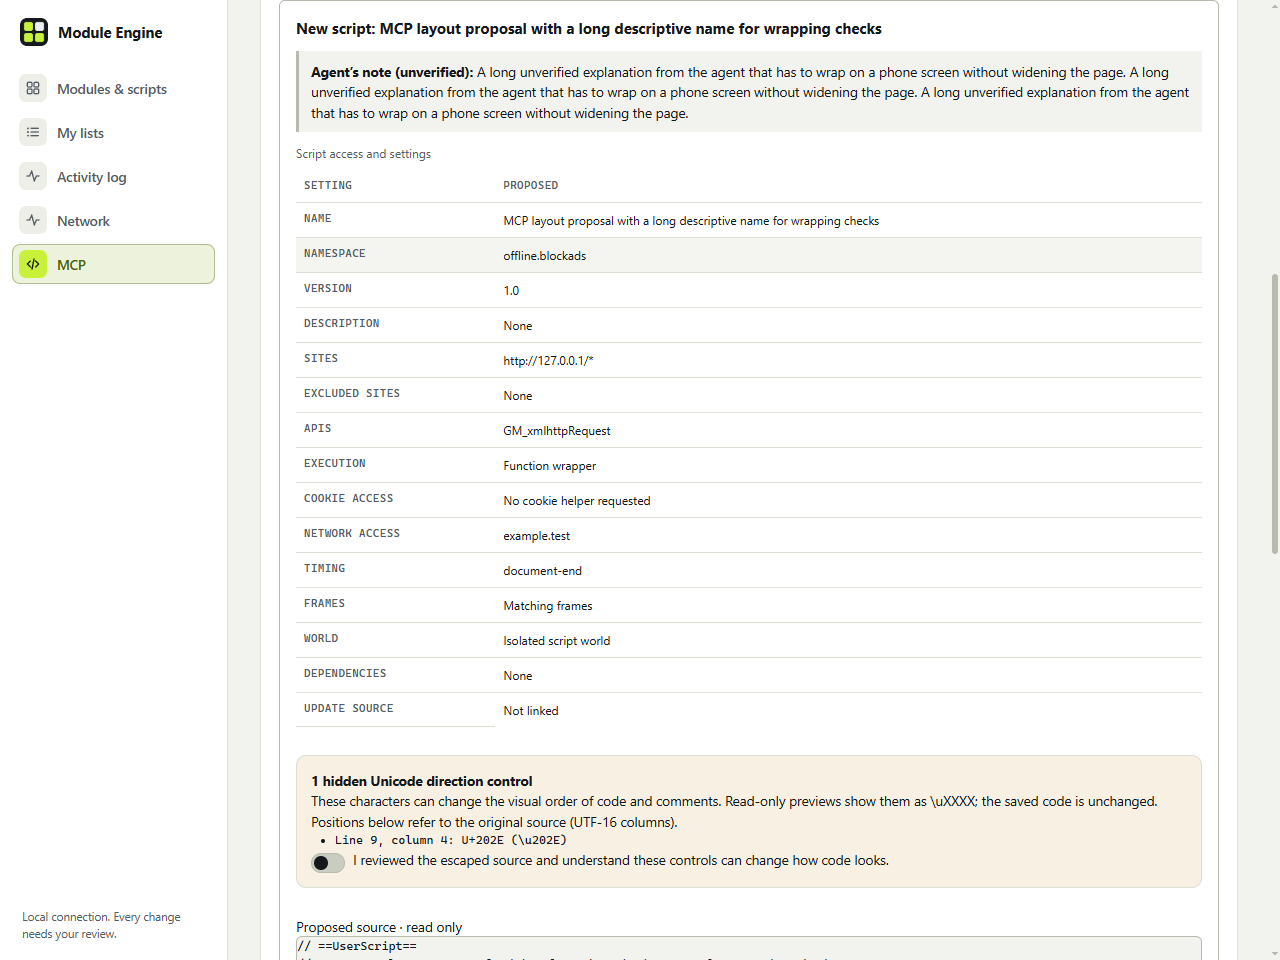 Module Engine
Modules & scripts
My lists
Activity log
Network
MCP
Local connection. Every change
needs your review.
New script: MCP layout proposal with a long descriptive name for wrapping checks
Agent's note (unverified): A long unverified explanation from the agent that has to wrap on a phone screen without widening the page. A long
unverified explanation from the agent that has to wrap on a phone screen without widening the page. A long unverified explanation from the agent
that has to wrap on a phone screen without widening the page.
Script access and settings
SETTING PROPOSED
NAME MCP layout proposal with a long descriptive name for wrapping checks
NAMESPACE offline.blockads
VERSION 1.0
DESCRIPTION None
SITES http://127.0.0.1/*
EXCLUDED SITES None
APIS GM_xmlhttpRequest
EXECUTION Function wrapper
COOKIE ACCESS No cookie helper requested
NETWORK ACCESS example.test
TIMING document-end
FRAMES Matching frames
WORLD Isolated script world
DEPENDENCIES None
UPDATE SOURCE Not linked
1 hidden Unicode direction control
These characters can change the visual order of code and comments. Read-only previews show them as \uXXXX; the saved code is unchanged.
Positions below refer to the original source (UTF-16 columns).
• Line 9, column 4: U+202E (\u202E)
I reviewed the escaped source and understand these controls can change how code looks.
Proposed source · read only
// ==UserScript==